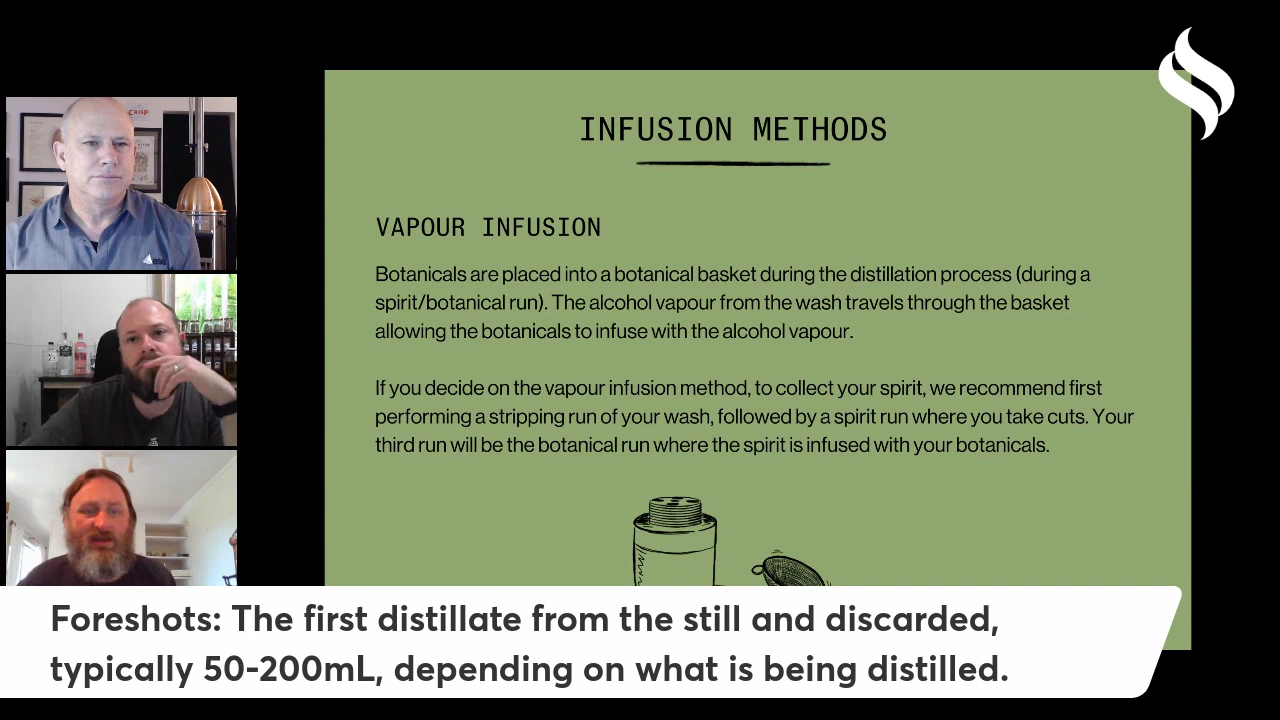 CRISP
BSG
INFUSION METHODS
VAPOUR INFUSION
Botanicals are placed into a botanical basket during the distillation process (during a
spirit/botanical run). The alcohol vapour from the wash travels through the basket
allowing the botanicals to infuse with the alcohol vapour.
If you decide on the vapour infusion method, to collect your spirit, we recommend first
performing a stripping run of your wash, followed by a spirit run where you take cuts. Your
third run will be the botanical run where the spirit is infused with your botanicals.
Foreshots: The first distillate from the still and discarded,
typically 50-200mL, depending on what is being distilled.